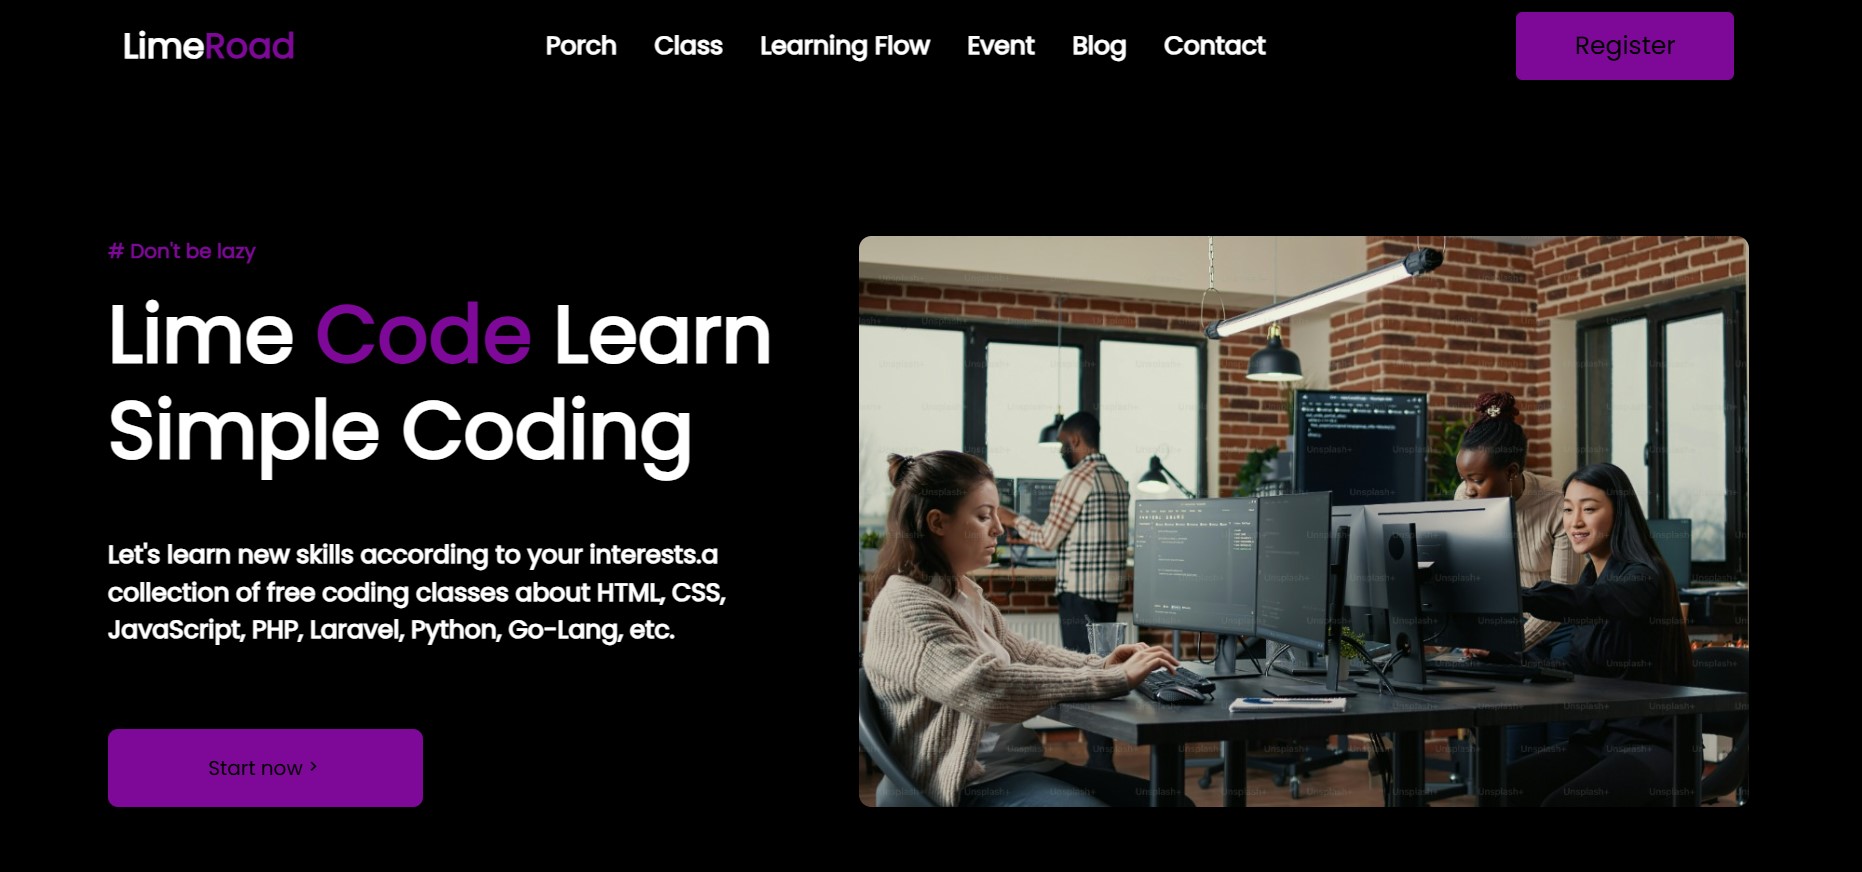 LimeRoad
Porch Class Learning Flow Event Blog Contact
Register
# Don't be lazy
Lime Code Learn
Simple Coding
Let's learn new skills according to your interests.a
collection of free coding classes about HTML, CSS,
JavaScript, PHP, Laravel, Python, Go-Lang, etc.
Start now >
Unsplash+